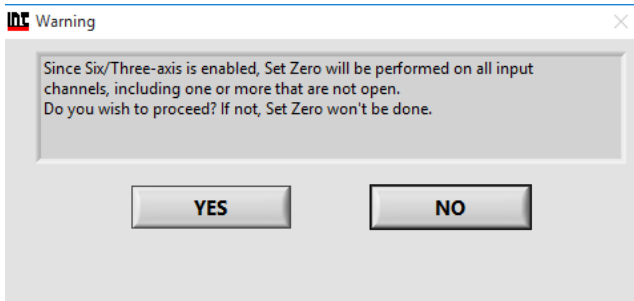 INT Warning
Since Six/Three-axis is enabled, Set Zero will be performed on all input
channels, including one or more that are not open.
Do you wish to proceed? If not, Set Zero won't be done.
YES NO